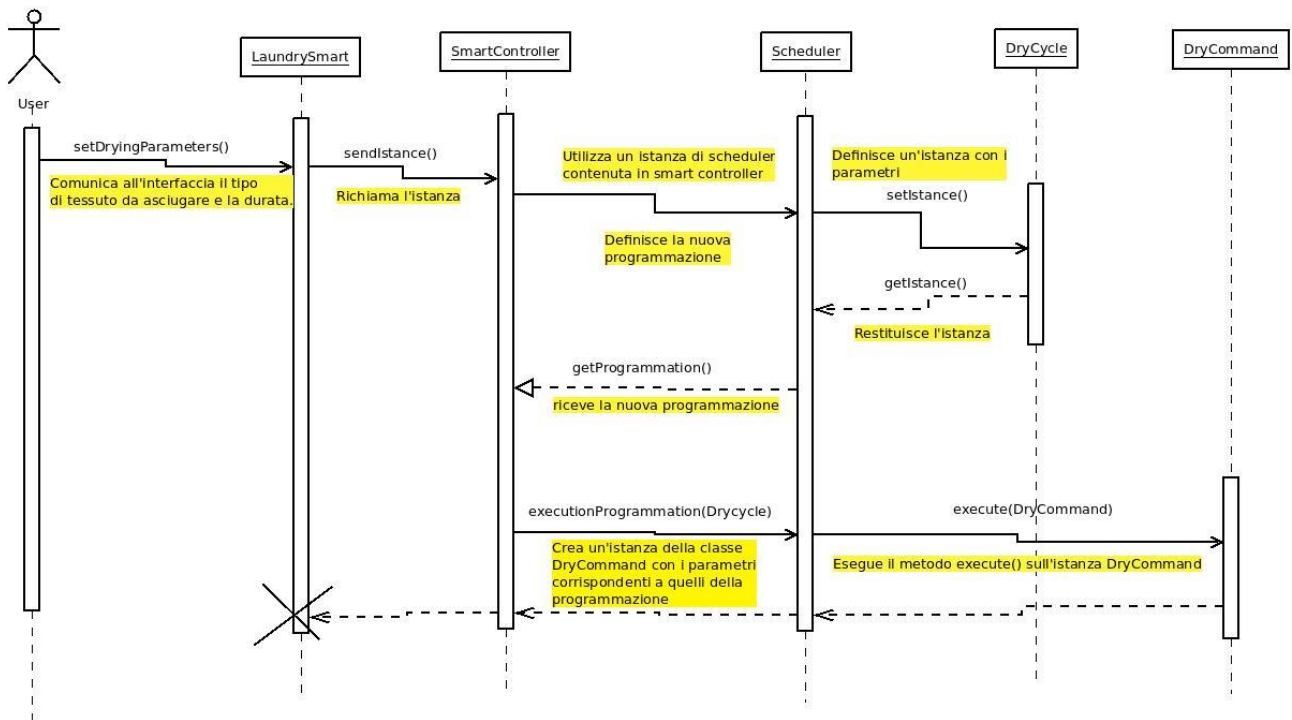 User
LaundrySmart
SmartController
Scheduler
DryCycle
DryCommand
setDryingParameters()
Comunica all'interfaccia il tipo
di tessuto da asciugare e la durata.
sendIstance()
Richiama l'istanza
Utilizza un istanza di scheduler
contenuta in smart controller
Definisce la nuova
programmazione
Definisce un'istanza con i
parametri
setIstance()
getIstance()
Restituisce l'istanza
getProgrammation()
riceve la nuova programmazione
executionProgrammation(Drycycle)
Crea un'istanza della classe
DryCommand con i parametri
corrispondenti a quelli della
programmazione
execute(DryCommand)
Esegue il metodo execute() sull'istanza DryCommand